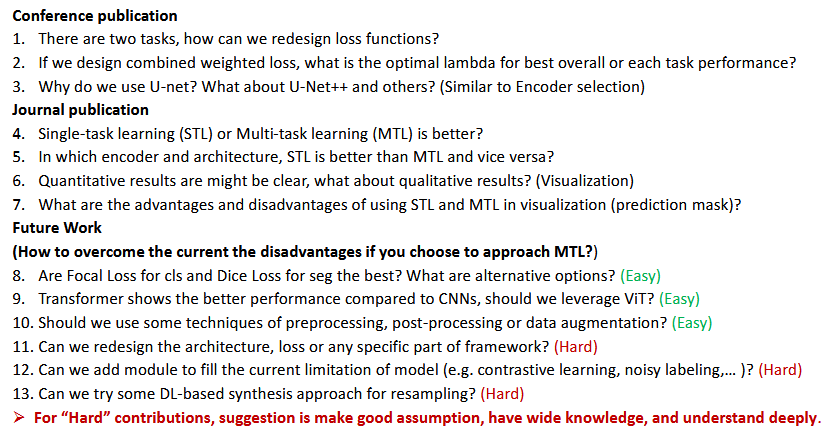 Conference publication
1. There are two tasks, how can we redesign loss functions?
2. If we design combined weighted loss, what is the optimal lambda for best overall or each task performance?
3. Why do we use U-net? What about U-Net++ and others? (Similar to Encoder selection)
Journal publication
4. Single-task learning (STL) or Multi-task learning (MTL) is better?
5. In which encoder and architecture, STL is better than MTL and vice versa?
6. Quantitative results are might be clear, what about qualitative results? (Visualization)
7. What are the advantages and disadvantages of using STL and MTL in visualization (prediction mask)?
Future Work
(How to overcome the current the disadvantages if you choose to approach MTL?)
8. Are Focal Loss for cls and Dice Loss for seg the best? What are alternative options? (Easy)
9. Transformer shows the better performance compared to CNNs, should we leverage ViT? (Easy)
10. Should we use some techniques of preprocessing, post-processing or data augmentation? (Easy)
11. Can we redesign the architecture, loss or any specific part of framework? (Hard)
12. Can we add module to fill the current limitation of model (e.g. contrastive learning, noisy labeling,… )? (Hard)
13. Can we try some DL-based synthesis approach for resampling? (Hard)
➢ For “Hard” contributions, suggestion is make good assumption, have wide knowledge, and understand deeply.